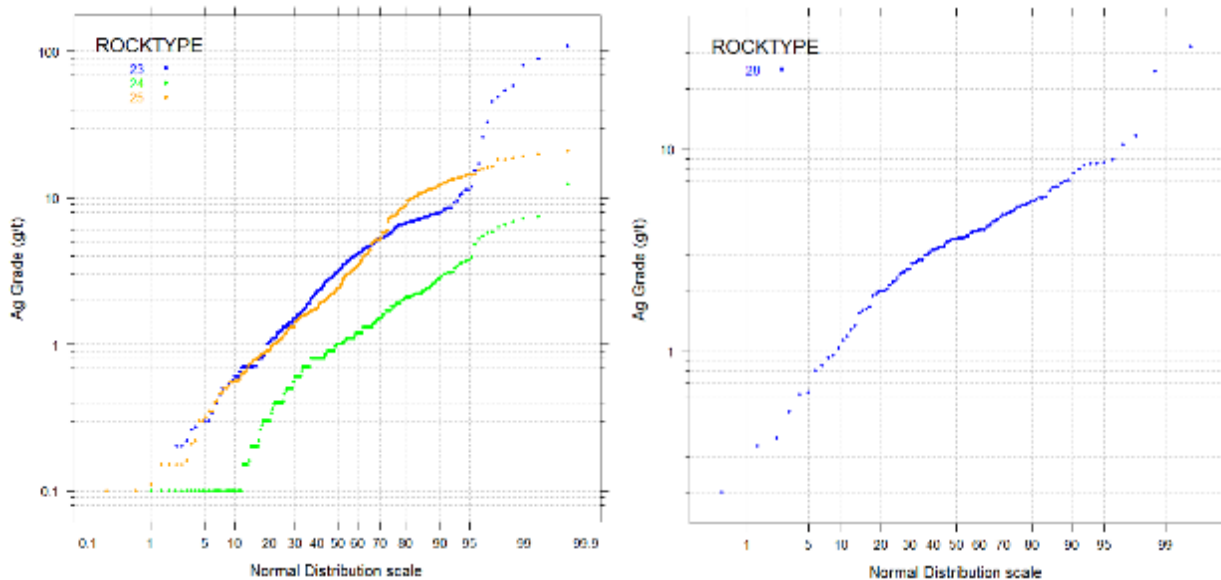 ROCKTYPE
23
24
25
100
10
1
0.1
Ag Grade (g/t)
0.1 1 5 10 20 30 40 50 60 70 80 90 95 99 99.9
Normal Distribution scale
ROCKTYPE
10
1
Ag Grade (g/t)
1 5 10 20 30 40 50 60 70 80 90 95 99
Normal Distribution scale